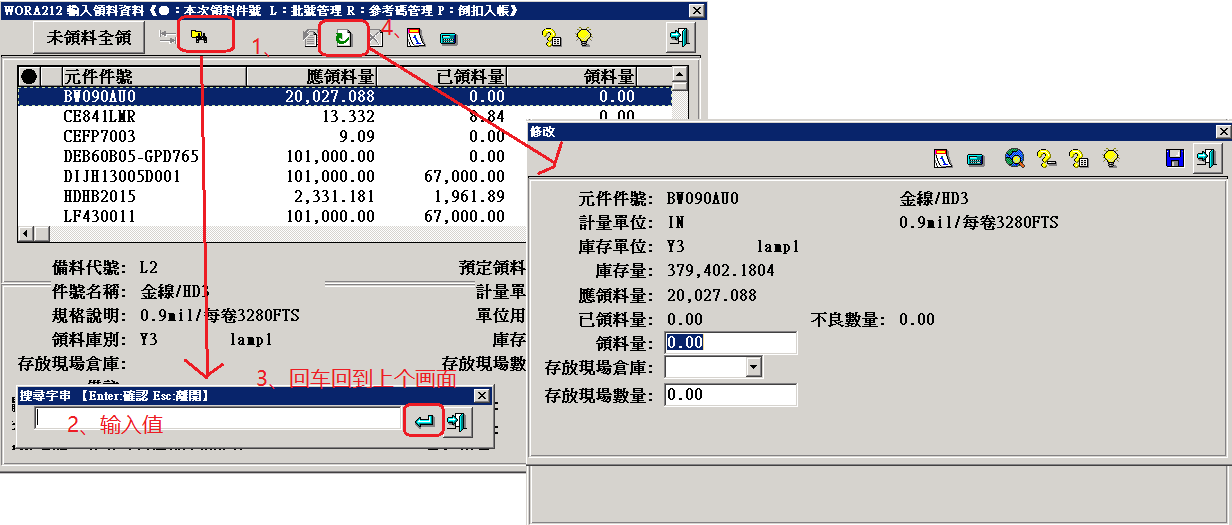 WORA212 輸入領料資料《●：本次領料件號 L：批號管理 R：參考碼管理 P：倒扣入帳》
未領料全領
1、
4、
元件件號 應領料量 已領料量 領料量
BW090AU0 20,027.088 0.00 0.00
CE841LMR 13.332 8.84 0.00
CEFP7003 9.09 0.00
DEB60B05-GPD765 101,000.00 0.00
DIJH13005D001 101,000.00 67,000.00
HDHB2015 2,331.181 1,961.89
LF430011 101,000.00 67,000.00
備料代號: L2 預定領料
件號名稱: 金線/HD3 計量單
規格說明: 0.9mil/每卷3280FTS 單位用
領料庫別: Y3 lamp1 庫存
存放現場倉庫: 存放現場數
3、回车回到上个画面
搜尋字串 【Enter:確認 Esc:離開】
2、输入值
修改
元件件號: BW090AU0 金線/HD3
計量單位: IN 0.9mil/每卷3280FTS
庫存單位: Y3 lamp1
庫存量: 379,402.1804
應領料量: 20,027.088
已領料量: 0.00 不良數量: 0.00
領料量: 0.00
存放現場倉庫:
存放現場數量: 0.00